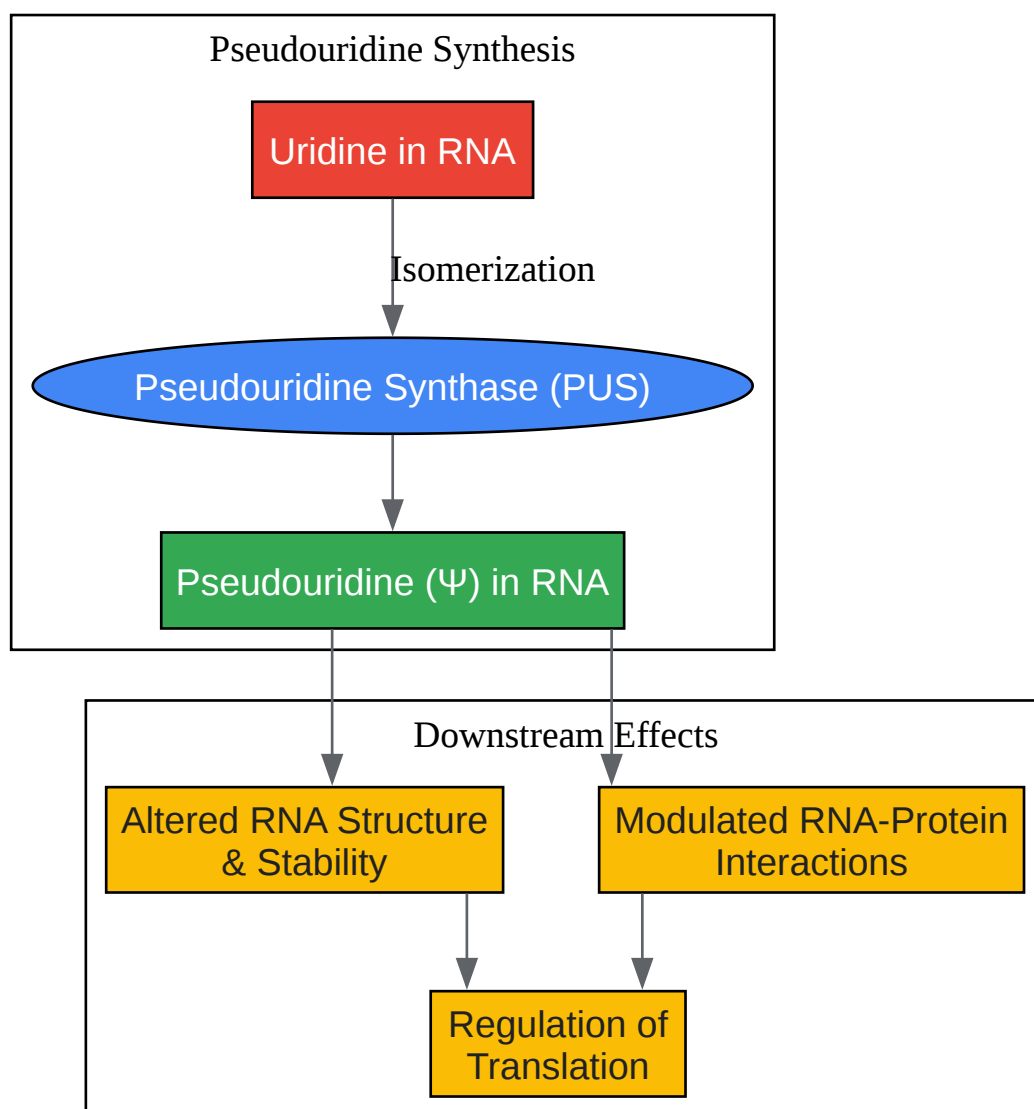 Pseudouridine Synthesis
Uridine in RNA
Isomerization
Pseudouridine Synthase (PUS)
Pseudouridine (Ψ) in RNA
Downstream Effects
Altered RNA Structure
& Stability
Modulated RNA-Protein
Interactions
Regulation of
Translation